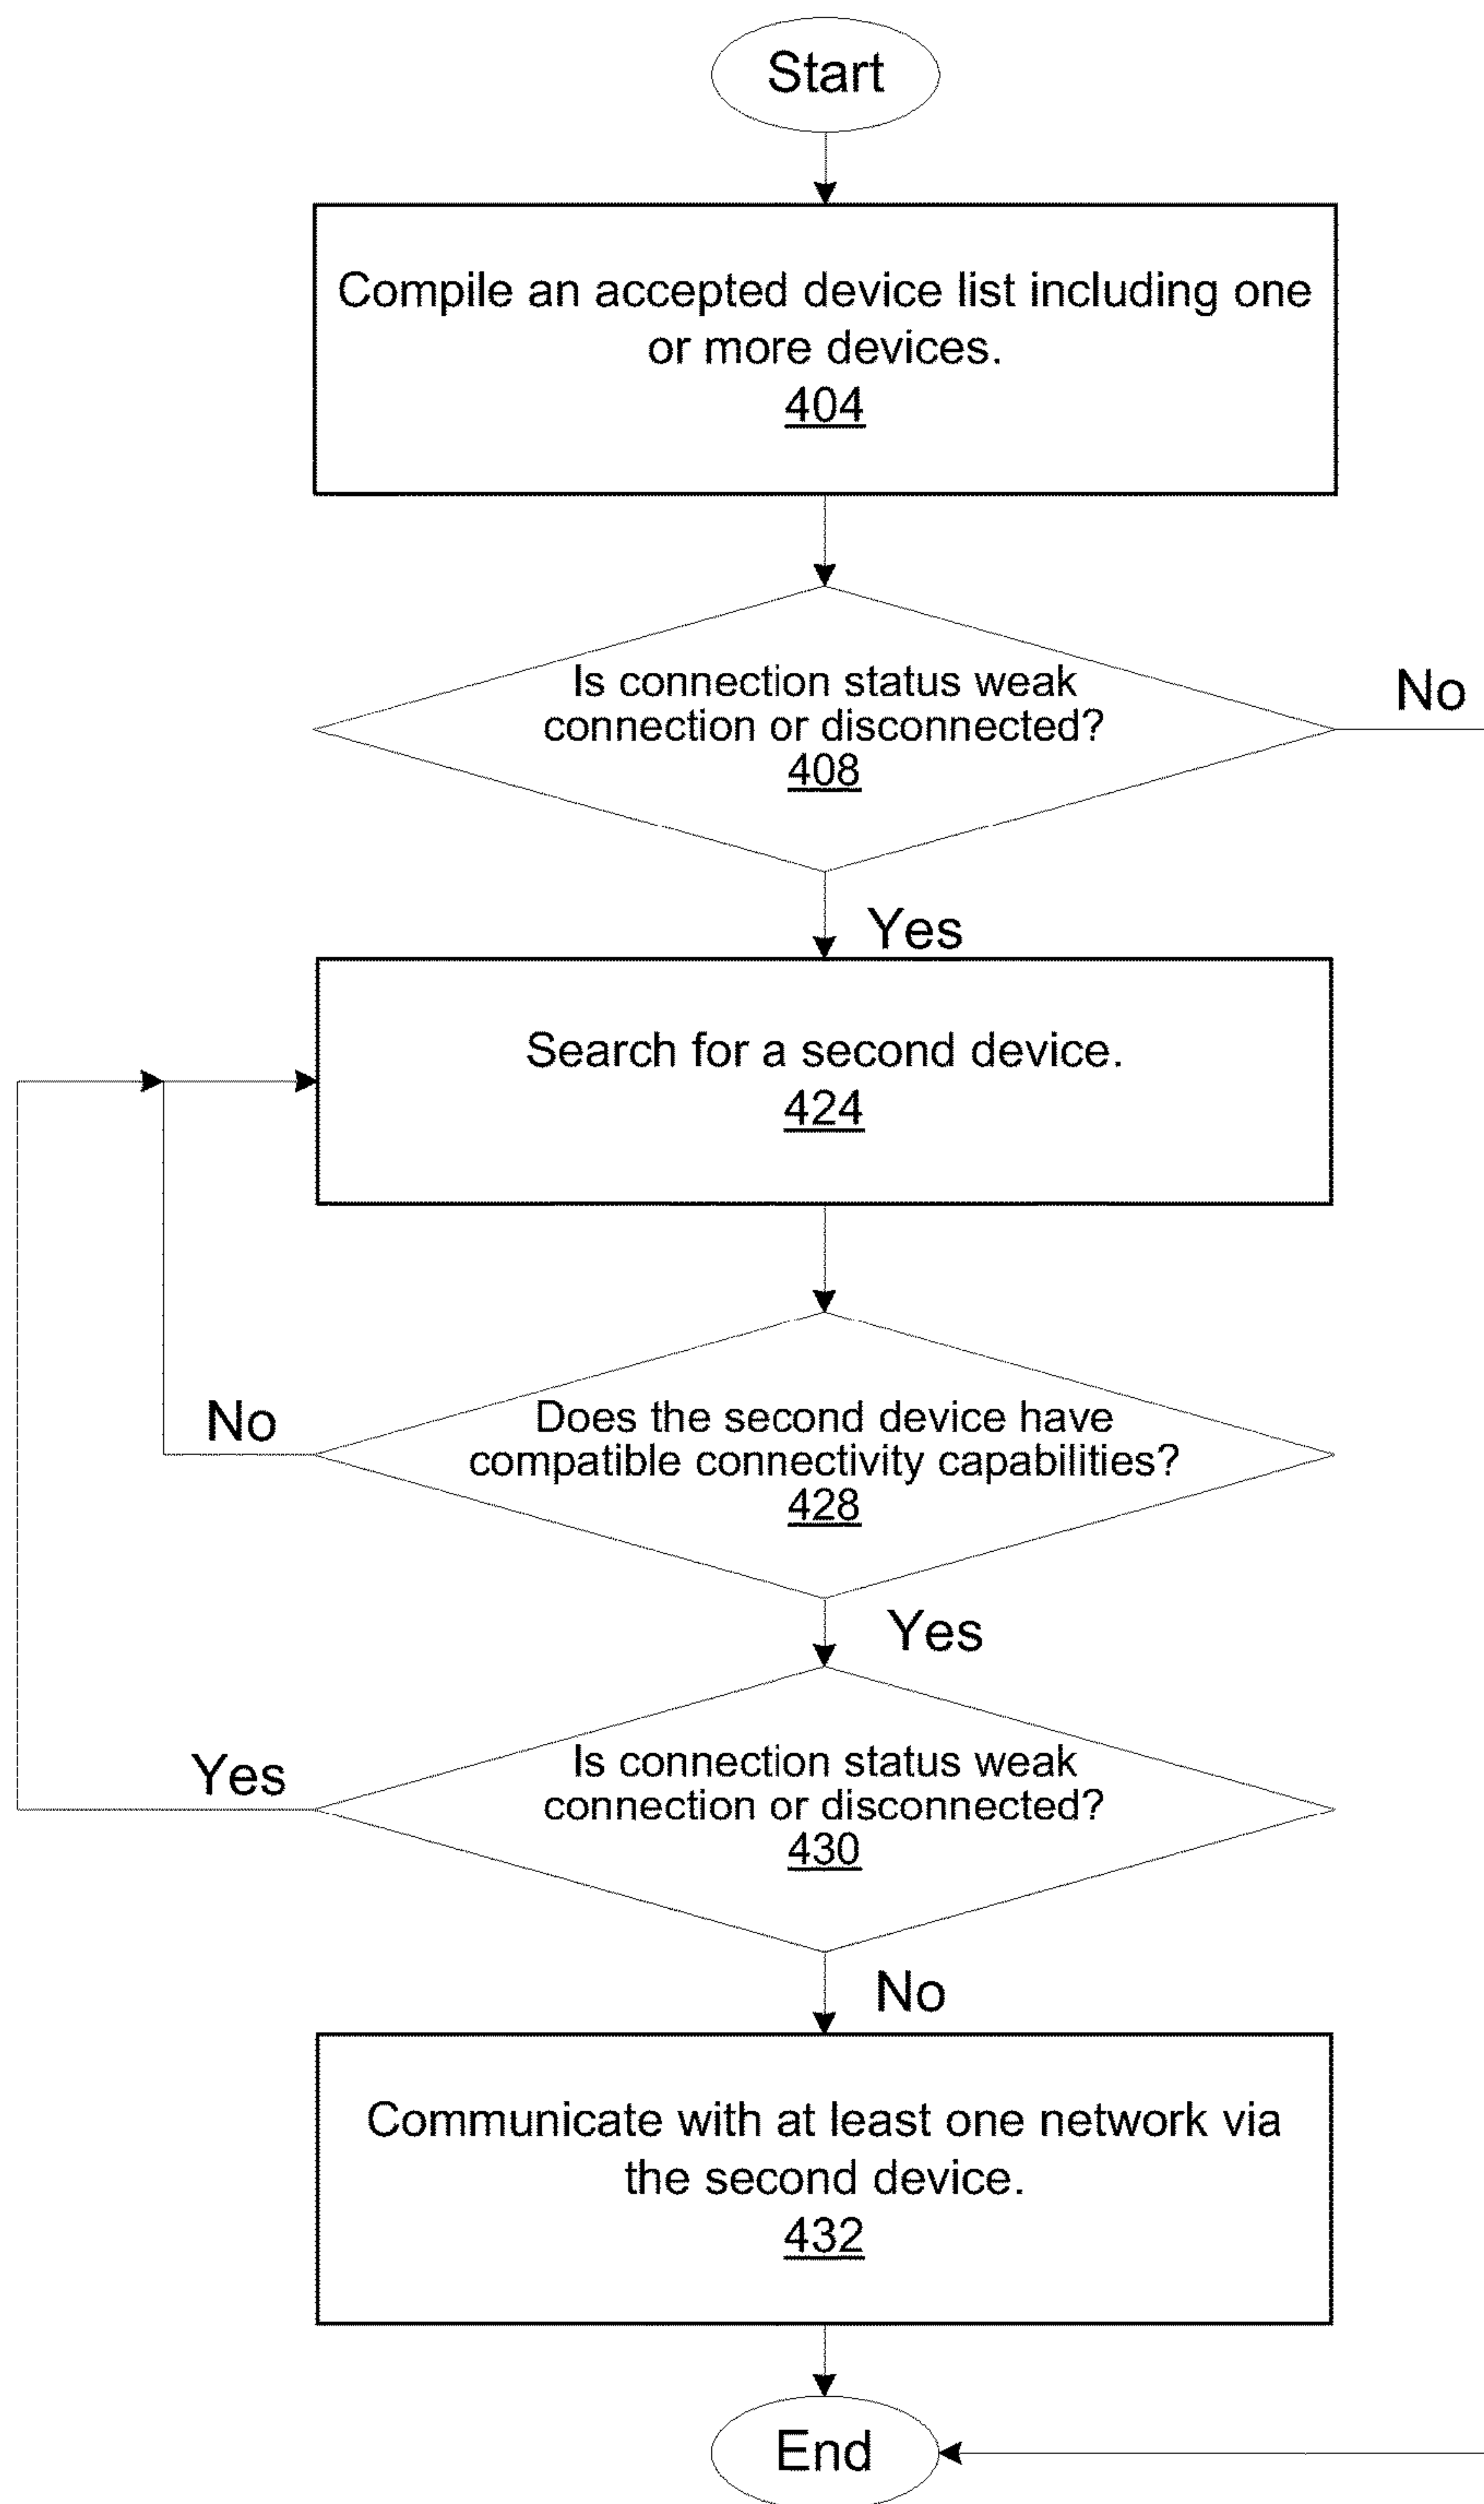 Start
Compile an accepted device list including one
or more devices.
404
Is connection status weak
connection or disconnected?
408
No
Yes
Search for a second device.
424
Does the second device have
compatible connectivity capabilities?
428
No
Yes
Is connection status weak
connection or disconnected?
430
Yes
No
Communicate with at least one network via
the second device.
432
End